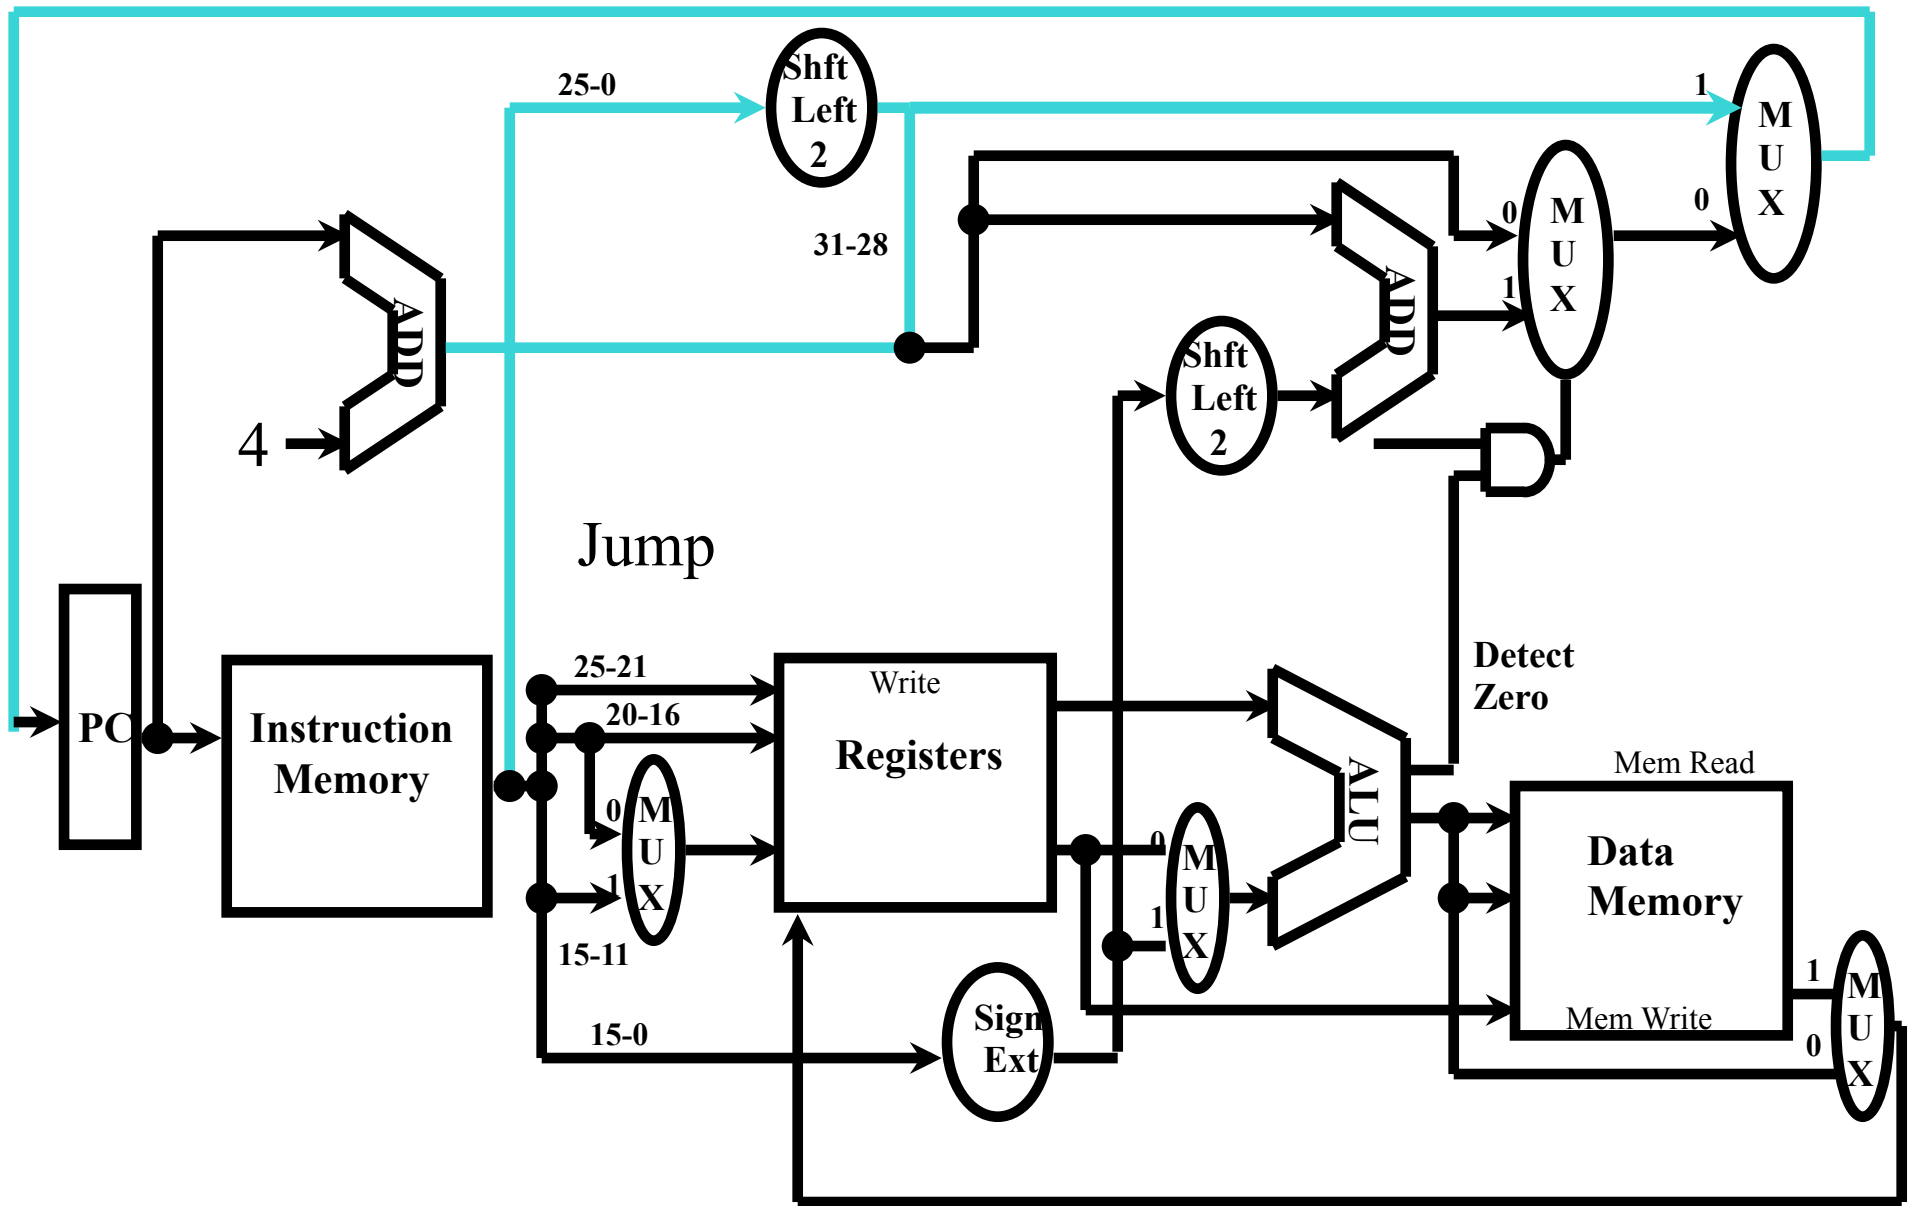 25-0
Shft
Left
2
1
M
U
X
0
31-28
ADD
4
ADD
0
M
U
X
1
Shft
Left
2
Jump
Detect
Zero
PC
Instruction
Memory
25-21
20-16
Write
Registers
0
M
U
X
1
15-11
15-0
Sign
Ext
0
M
U
X
1
ALU
Mem Read
Data
Memory
Mem Write
1
M
U
X
0